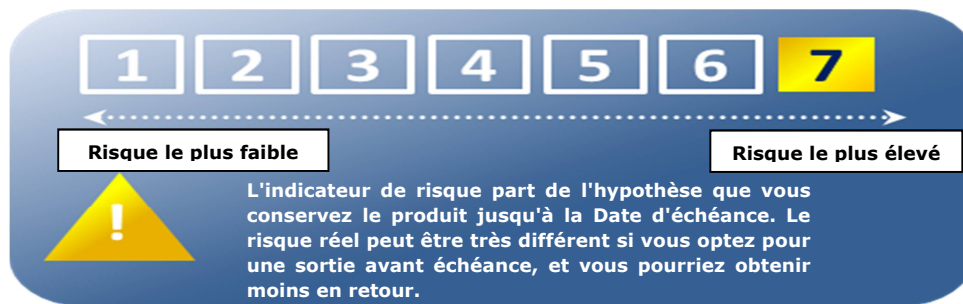 1 2 3 4 5 6 7
Risque le plus faible
Risque le plus élevé
!
L'indicateur de risque part de l'hypothèse que vous
conservez le produit jusqu'à la Date d'échéance. Le
risque réel peut être très différent si vous optez pour
une sortie avant échéance, et vous pourriez obtenir
moins en retour.